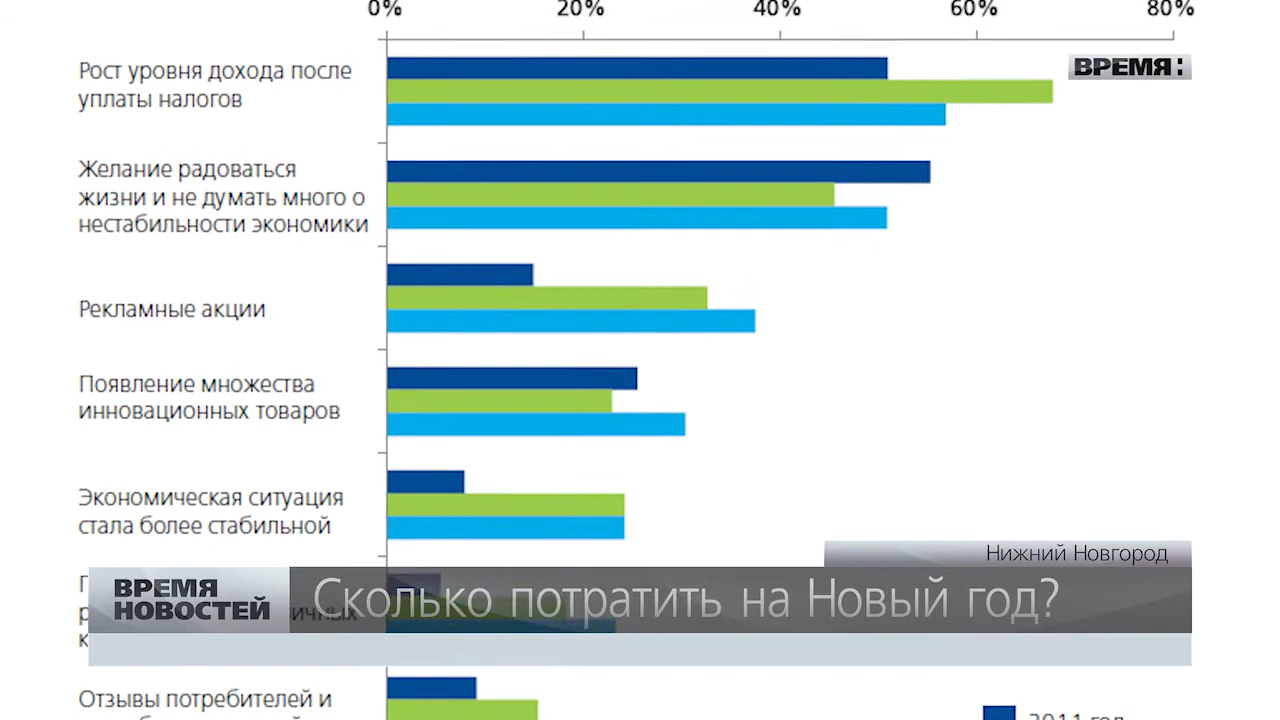 0% 20% 40% 60% 80%
ВРЕМЯ:
Рост уровня дохода после
уплаты налогов
Желание радоваться
жизни и не думать много о
нестабильности экономики
Рекламные акции
Появление множества
инновационных товаров
Экономическая ситуация
стала более стабильной
Нижний Новгород
ВРЕМЯ
НОВОСТЕЙ
Сколько потратить на Новый год?
Отзывы потребителей и
2011 год